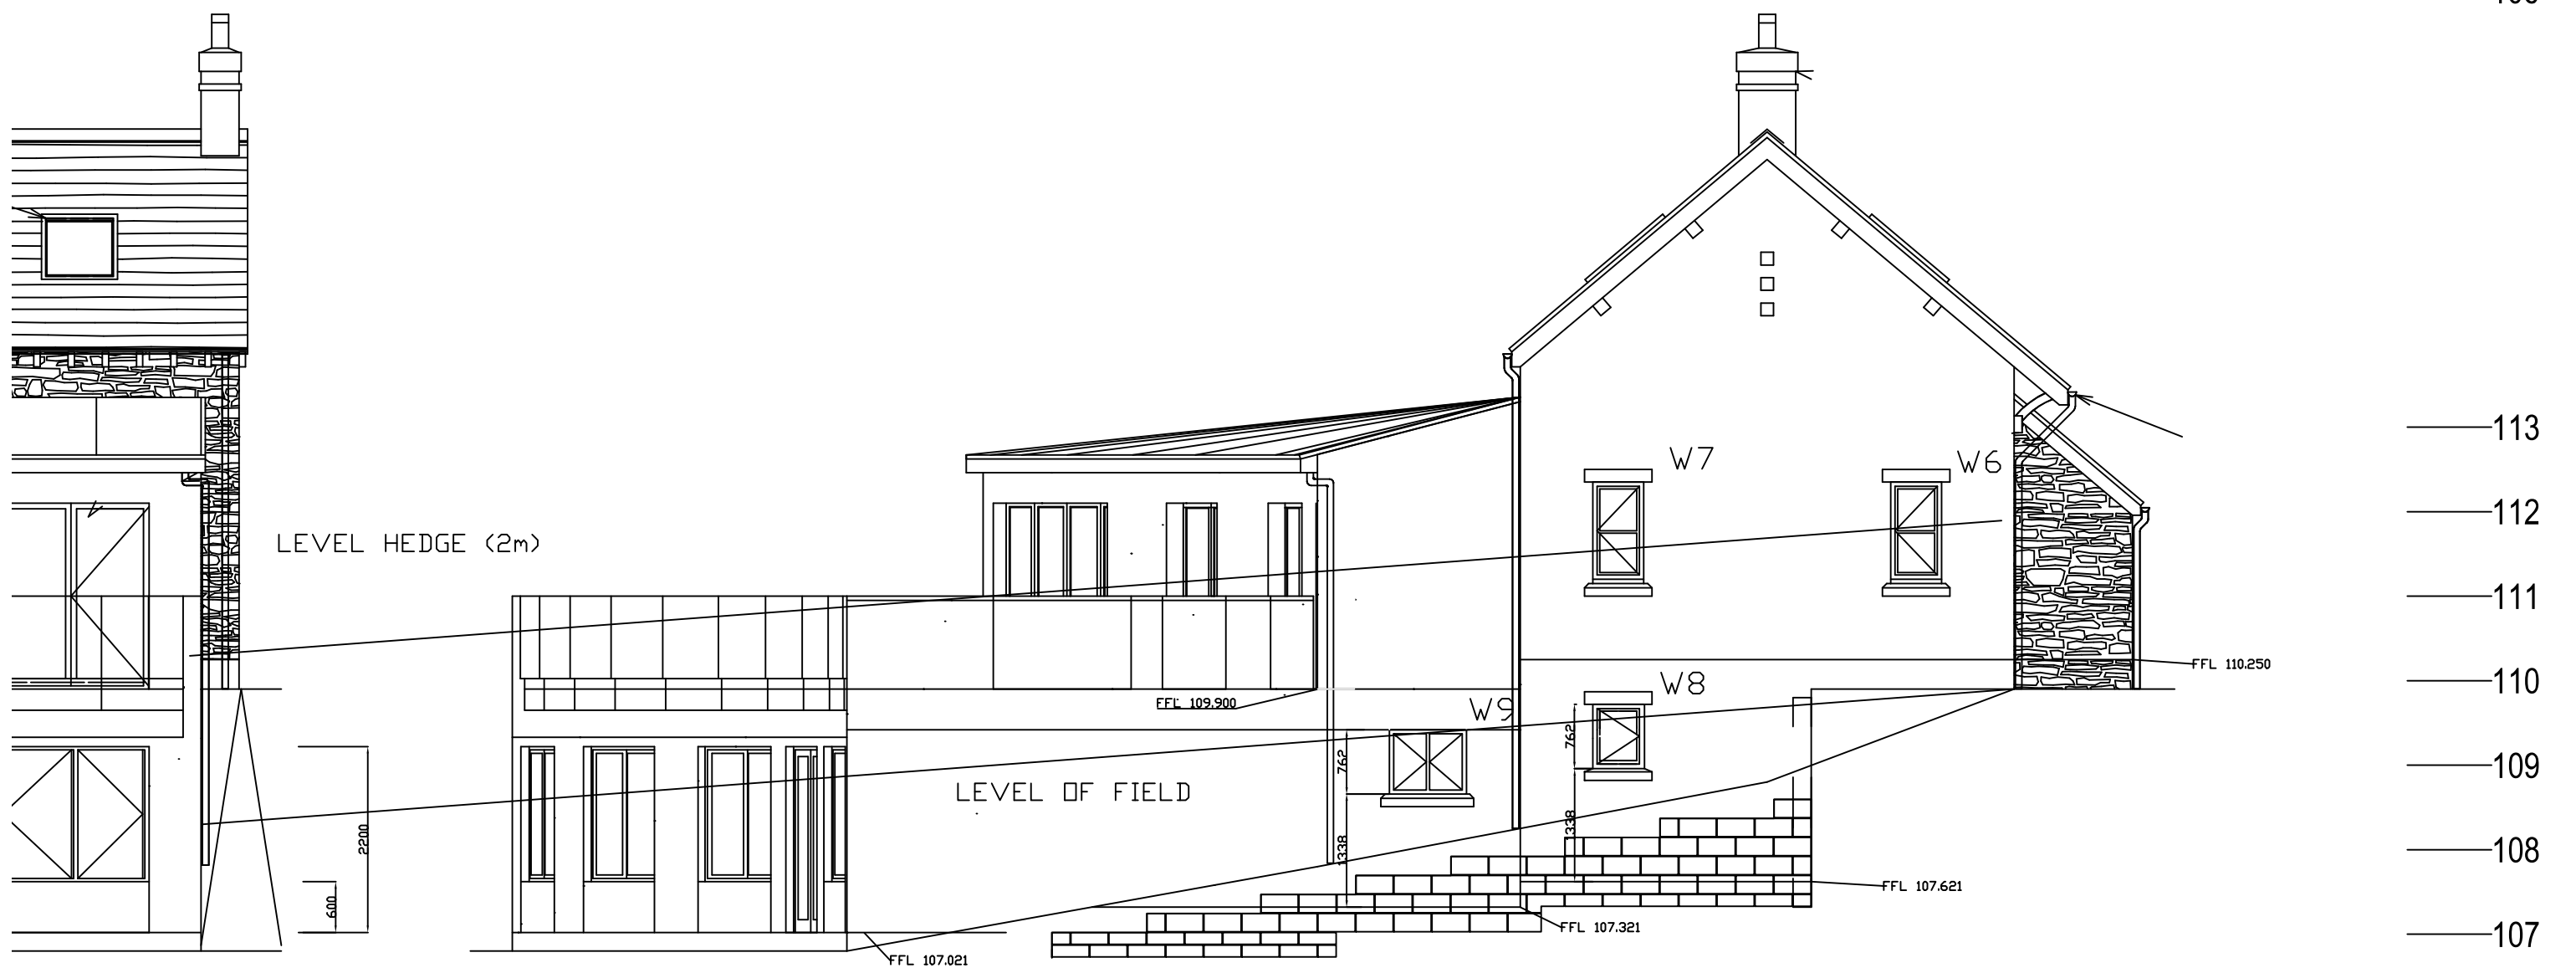 113
W7
W6
112
LEVEL HEDGE (2m)
111
FFL 110.250
110
W8
FFL 109.900
W9
762
762
109
LEVEL OF FIELD
2200
1338
1338
108
FFL 107.621
600
FFL 107.321
107
FFL 107.021